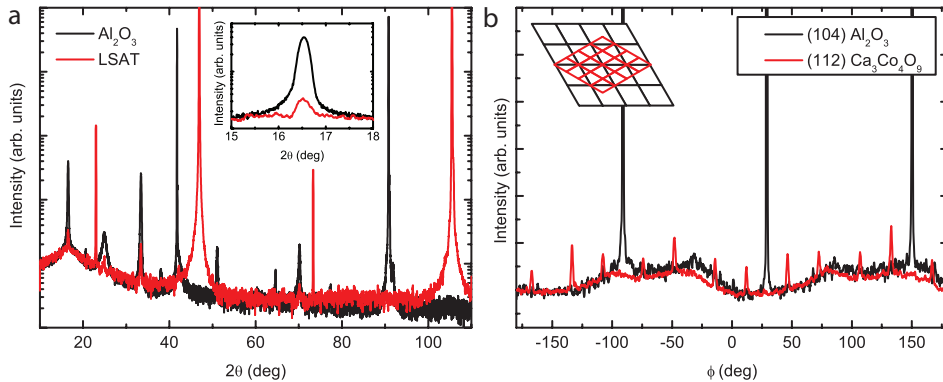 a
Al₂O₃
LSAT
Intensity (arb. units)
15 16 17 18
2θ (deg)
Intensity (arb. units)
20 40 60 80 100
2θ (deg)
b
(104) Al₂O₃
(112) Ca₃Co₄O₉
Intensity (arb. units)
-150 -100 -50 0 50 100 150
ϕ (deg)